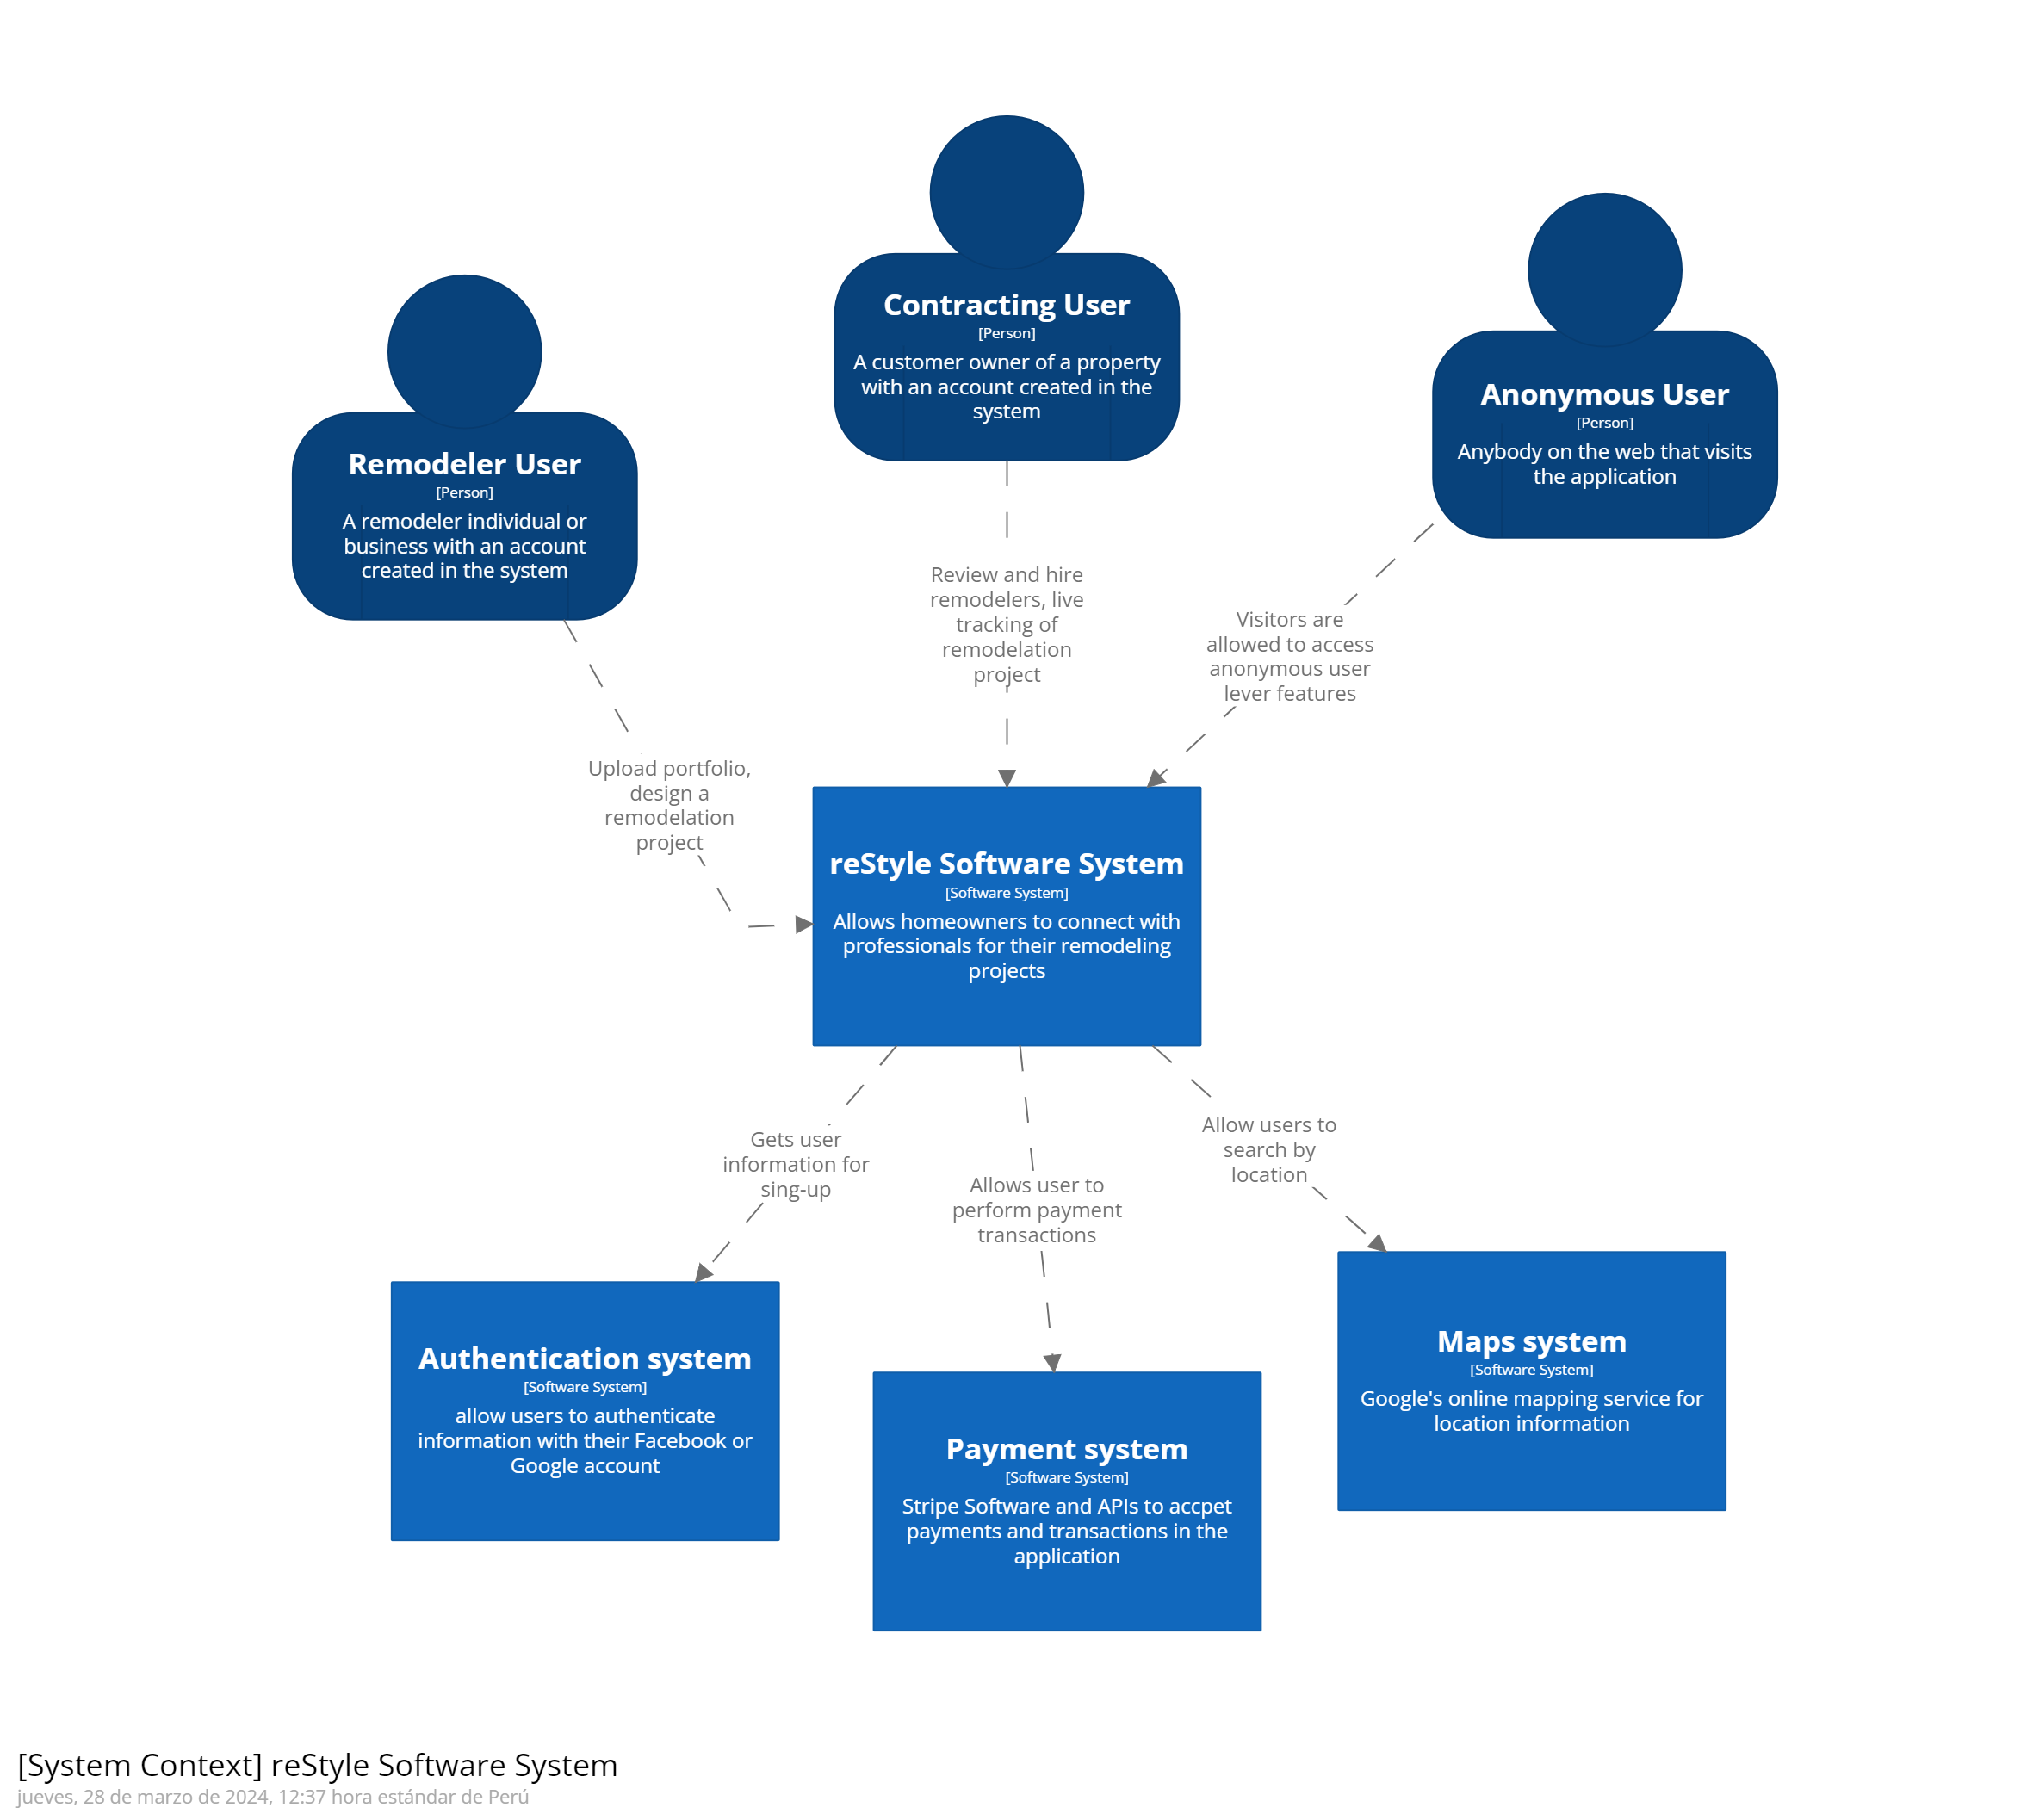 Contracting User
[Person]
A customer owner of a property
with an account created in the
system
Anonymous User
[Person]
Anybody on the web that visits
the application
Remodeler User
[Person]
A remodeler individual or
business with an account
created in the system
Review and hire
remodelers, live
tracking of
remodelation
project
Visitors are
allowed to access
anonymous user
lever features
Upload portfolio,
design a
remodelation
project
reStyle Software System
[Software System]
Allows homeowners to connect with
professionals for their remodeling
projects
Gets user
information for
sing-up
Allows user to
perform payment
transactions
Allow users to
search by
location
Authentication system
[Software System]
allow users to authenticate
information with their Facebook or
Google account
Payment system
[Software System]
Stripe Software and APIs to accpet
payments and transactions in the
application
Maps system
[Software System]
Google's online mapping service for
location information
[System Context] reStyle Software System
jueves, 28 de marzo de 2024, 12:37 hora estándar de Perú